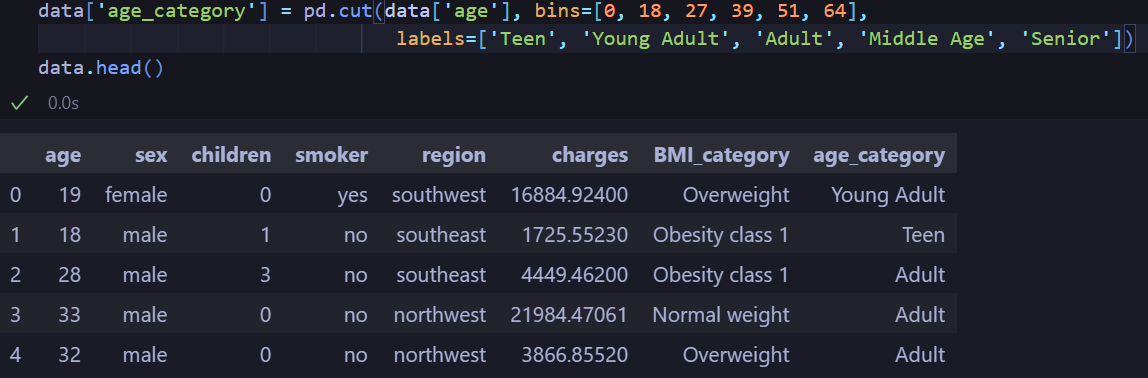 data['age_category'] = pd.cut(data['age'], bins=[0, 18, 27, 39, 51, 64],
labels=['Teen', 'Young Adult', 'Adult', 'Middle Age', 'Senior'])
data.head()
0.0s
age sex children smoker region charges BMI_category age_category
0 19 female 0 yes southwest 16884.92400 Overweight Young Adult
1 18 male 1 no southeast 1725.55230 Obesity class 1 Teen
2 28 male 3 no southeast 4449.46200 Obesity class 1 Adult
3 33 male 0 no northwest 21984.47061 Normal weight Adult
4 32 male 0 no northwest 3866.85520 Overweight Adult